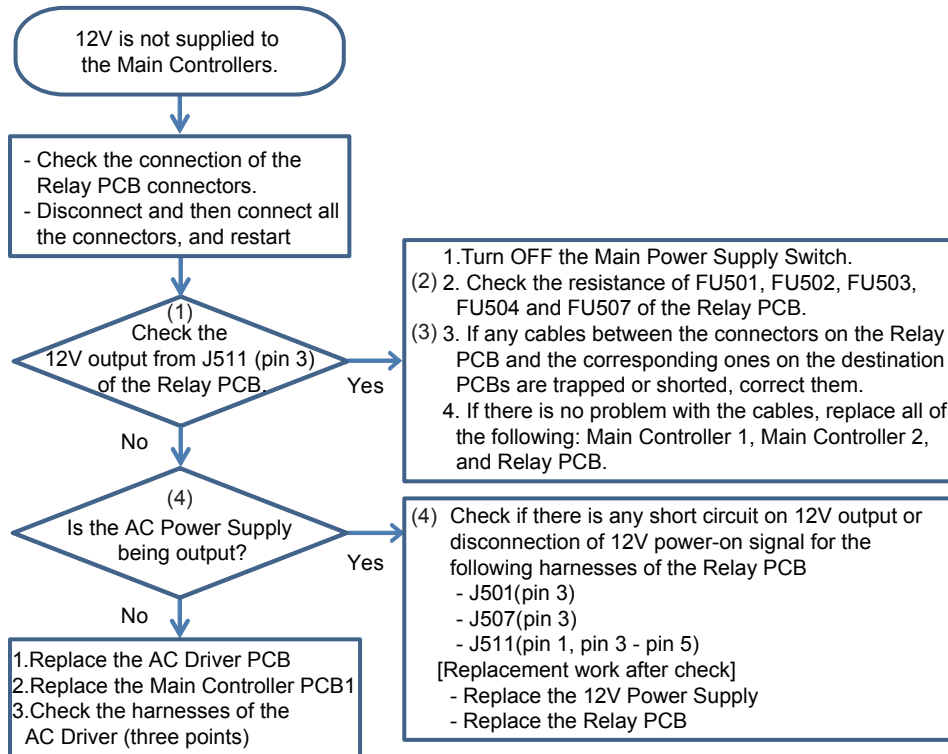 12V is not supplied to
the Main Controllers.
- Check the connection of the
Relay PCB connectors.
- Disconnect and then connect all
the connectors, and restart
(1)
Check the
12V output from J511 (pin 3)
of the Relay PCB.
Yes
No
1.Turn OFF the Main Power Supply Switch.
(2) 2. Check the resistance of FU501, FU502, FU503,
FU504 and FU507 of the Relay PCB.
(3) 3. If any cables between the connectors on the Relay
PCB and the corresponding ones on the destination
PCBs are trapped or shorted, correct them.
4. If there is no problem with the cables, replace all of
the following: Main Controller 1, Main Controller 2,
and Relay PCB.
(4)
Is the AC Power Supply
being output?
Yes
No
(4) Check if there is any short circuit on 12V output or
disconnection of 12V power-on signal for the
following harnesses of the Relay PCB
- J501(pin 3)
- J507(pin 3)
- J511(pin 1, pin 3 - pin 5)
[Replacement work after check]
- Replace the 12V Power Supply
- Replace the Relay PCB
1.Replace the AC Driver PCB
2.Replace the Main Controller PCB1
3.Check the harnesses of the
AC Driver (three points)